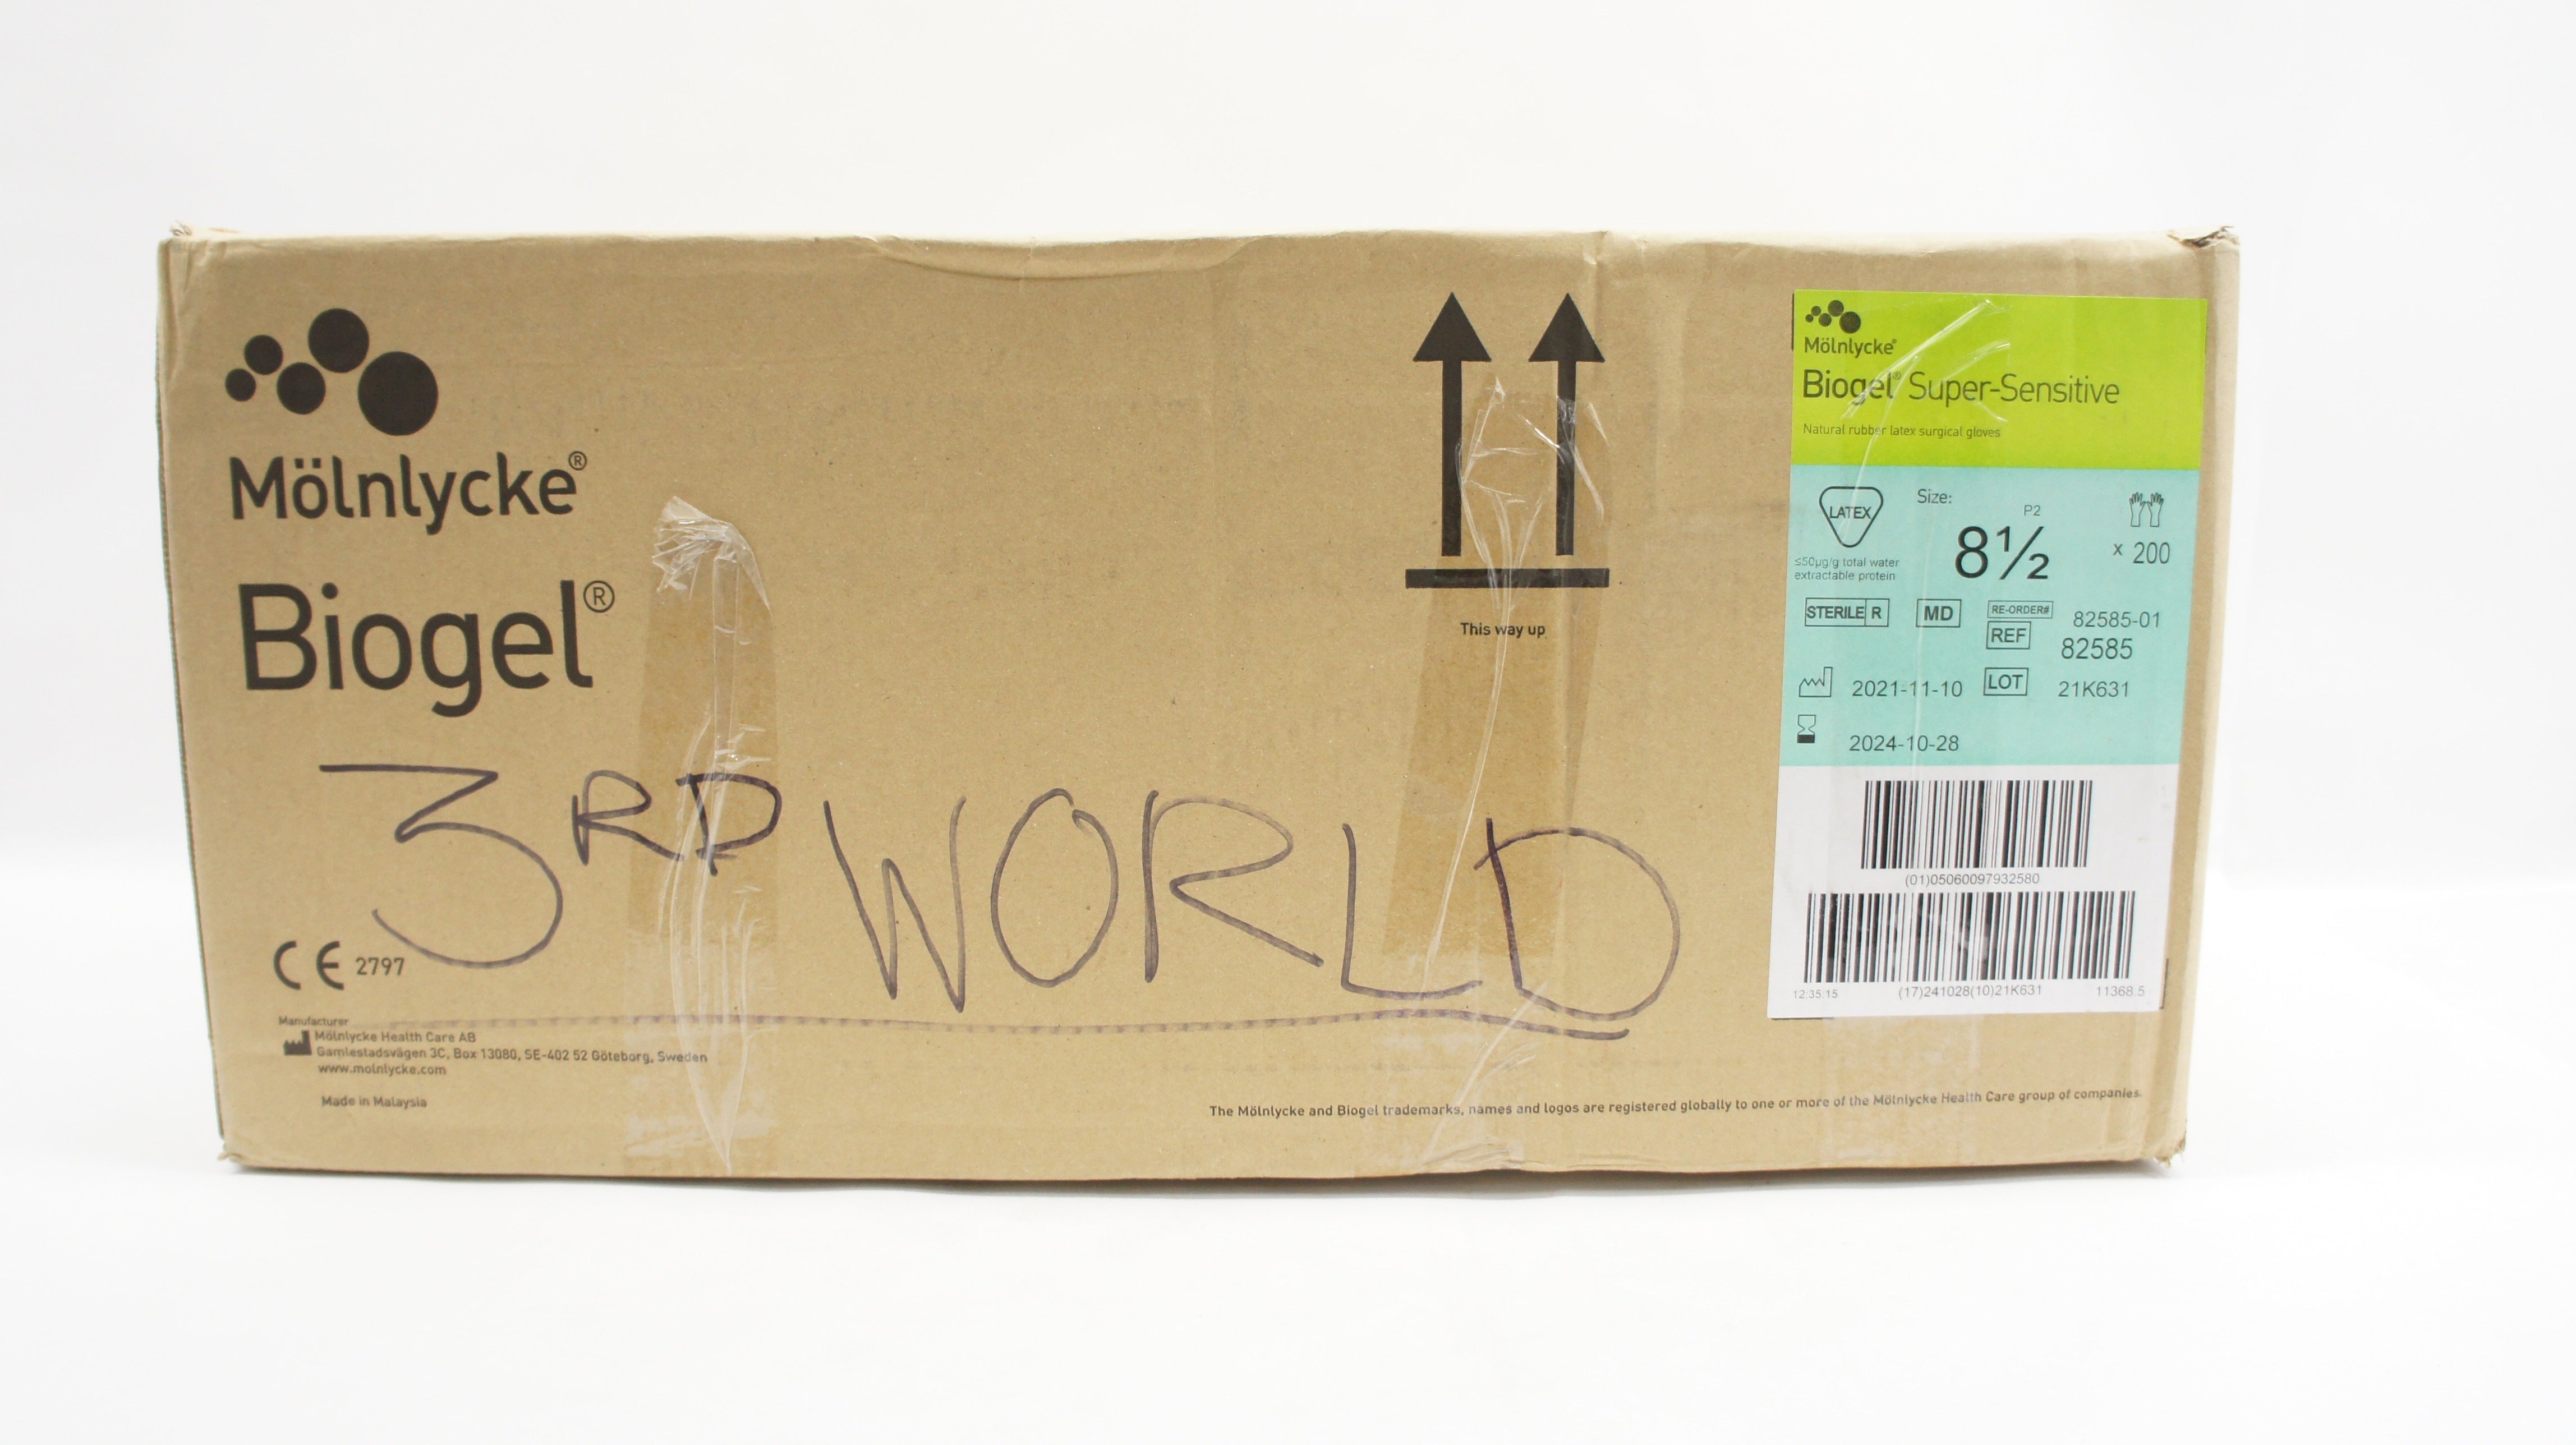 Mölnlycke®
Biogel®
3RD WORLD
CE 2797
Manufacturer
Mölnlycke Health Care AB
Gamlestadsvägen 3C, Box 13080, SE-402 52 Göteborg, Sweden
www.molnlycke.com
Made in Malaysia
This way up
The Mölnlycke and Biogel trademarks, names and logos are registered globally to one or more of the Mölnlycke Health Care group of companies.
Mölnlycke®
Biogel® Super-Sensitive
Natural rubber latex surgical gloves
LATEX
≤50µg/g total water
extractable protein
Size:
P2
8½
x 200
STERILE R
MD
RE-ORDER# 82585-01
REF 82585
2021-11-10
LOT 21K631
2024-10-28
(01)05060097932580
12:35:15 (17)241028(10)21K631 11368.5